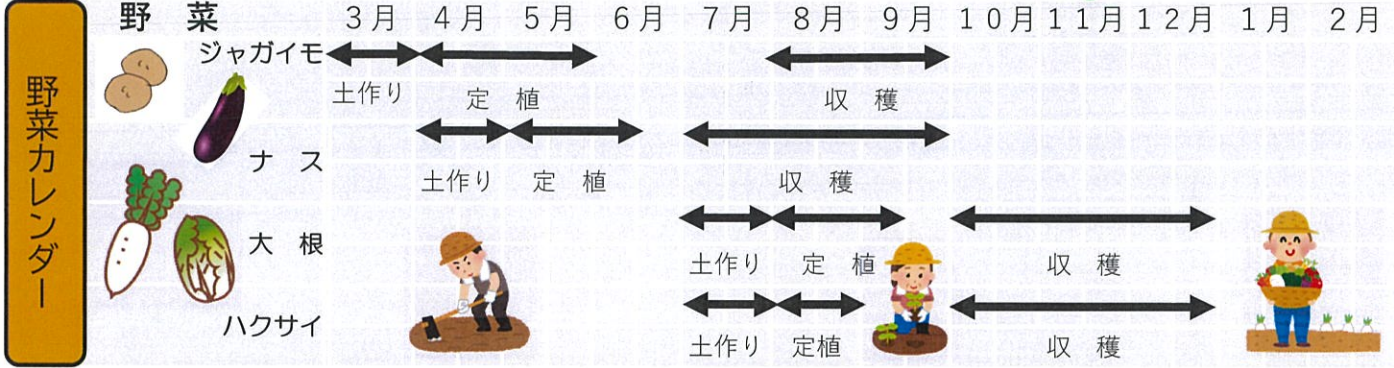 野菜カレンダー
野　菜　３月　４月　５月　６月　７月　８月　９月　１０月　１１月　１２月　１月　２月
ジャガイモ
土作り　定　植　収　穫
ナ　ス
土作り　定　植　収　穫
大　根
土作り　定　植　収　穫
ハクサイ
土作り　定植　収　穫